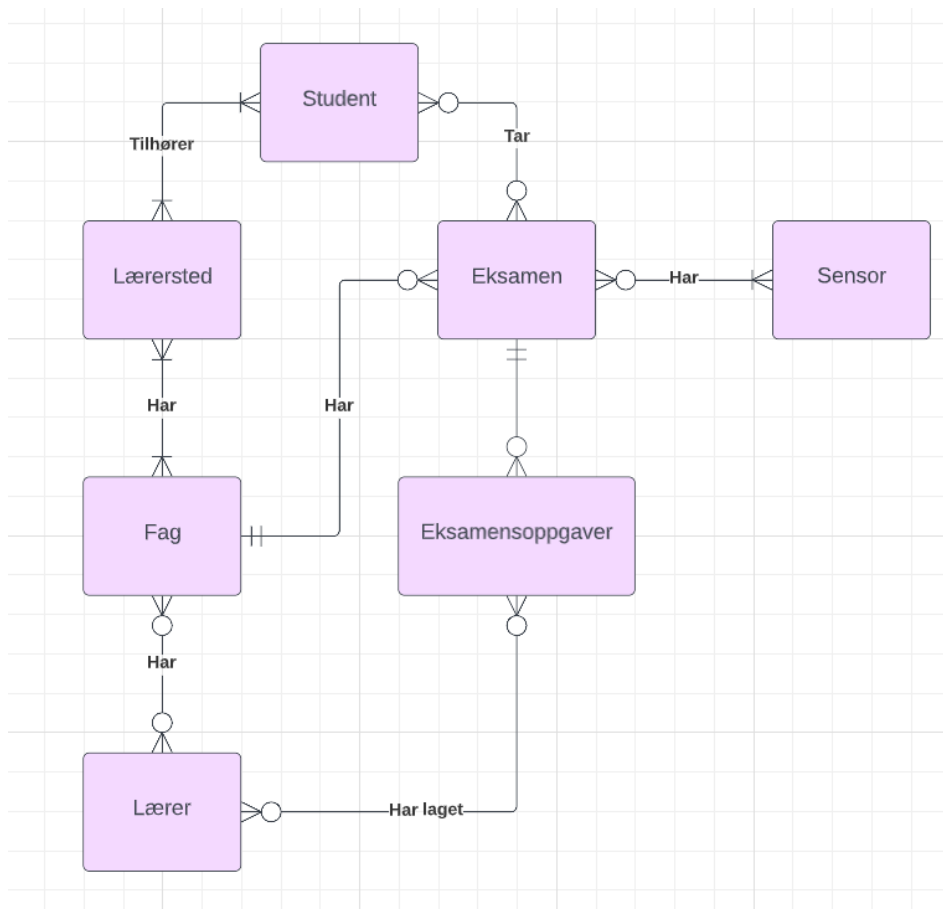 Student
Tilhører
Tar
Lærersted
Eksamen
Har
Sensor
Har
Har
Fag
Eksamensoppgaver
Har
Lærer
Har laget